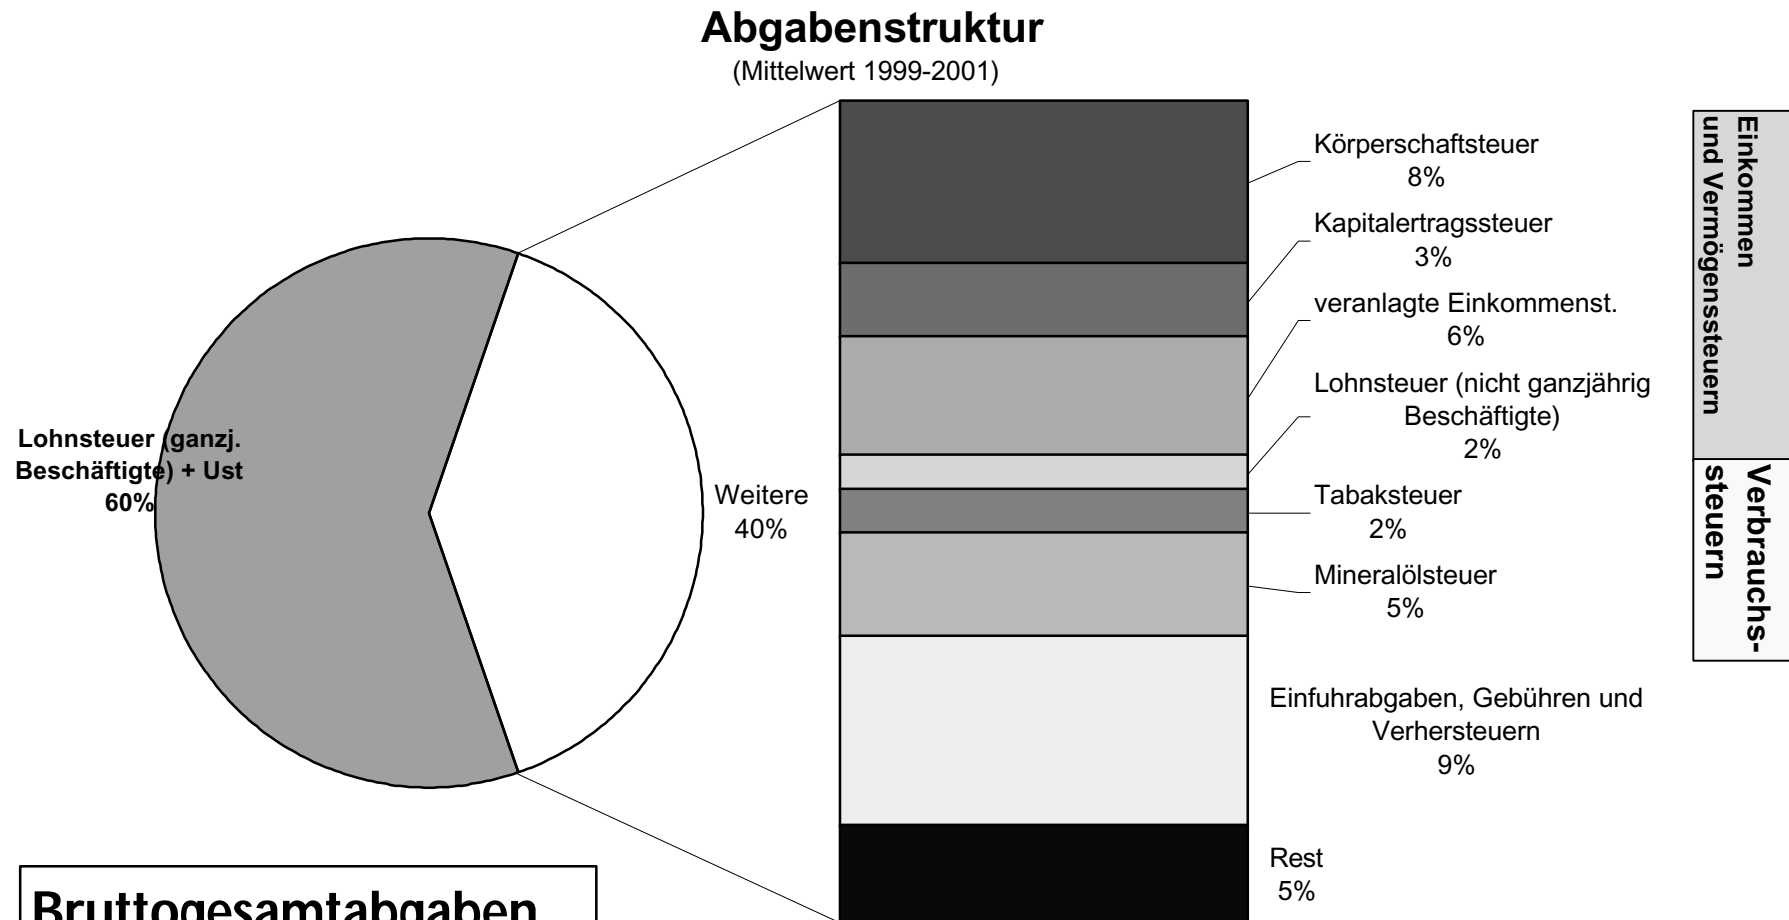 Abgabenstruktur
(Mittelwert 1999-2001)
Lohnsteuer (ganzj.
Beschäftigte) + Ust
60%
Weitere
40%
Körperschaftsteuer
8%
Kapitalertragssteuer
3%
veranlagte Einkommenst.
6%
Lohnsteuer (nicht ganzjährig
Beschäftigte)
2%
Tabaksteuer
2%
Mineralölsteuer
5%
Einfuhrabgaben, Gebühren und
Verhersteuern
9%
Rest
5%
Einkommen
und Vermögenssteuern
Verbrauchs-
steuern
Bruttogesamtabgaben